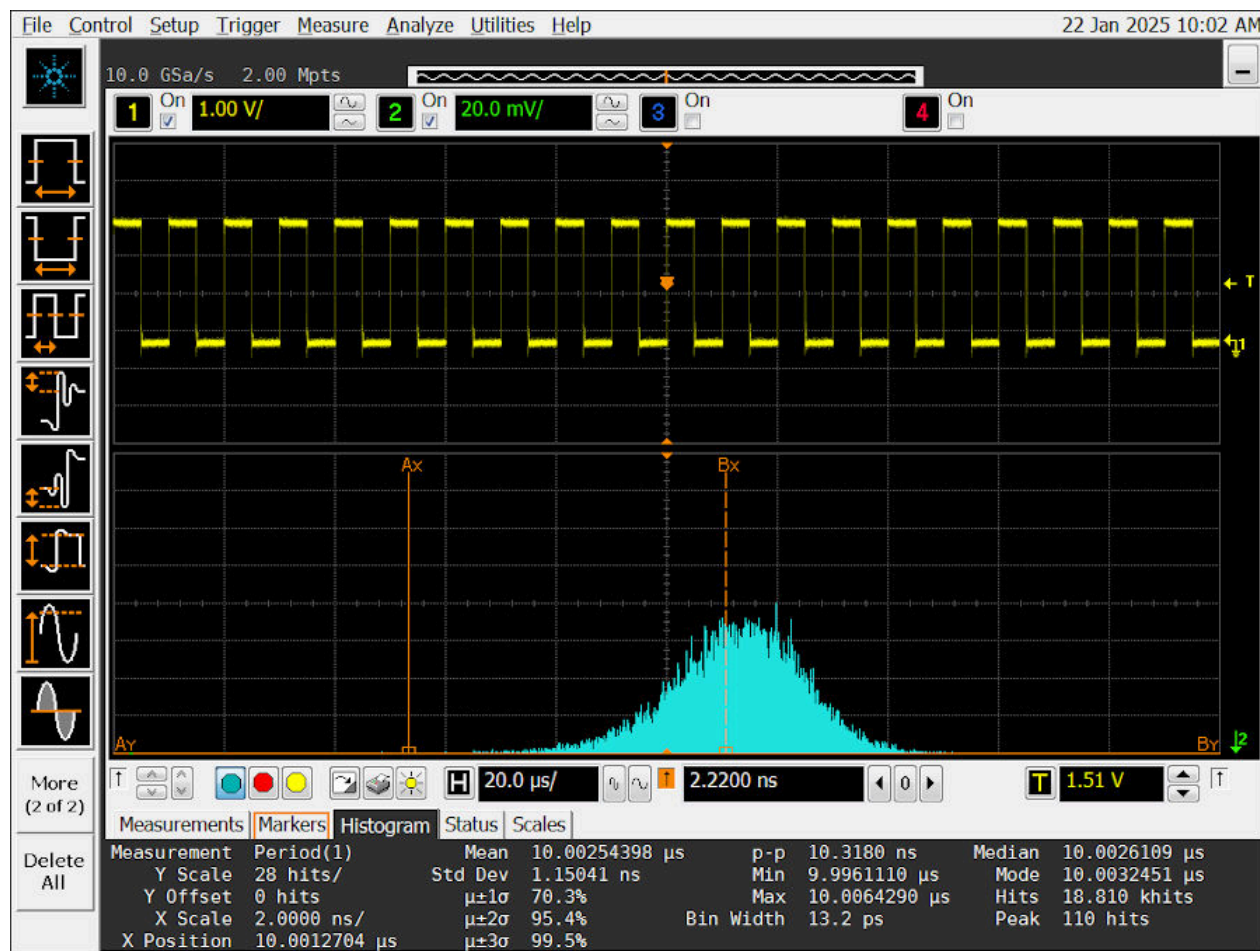 File Control Setup Trigger Measure Analyze Utilities Help 22 Jan 2025 10:02 AM
10.0 GSa/s 2.00 Mpts
1 On 1.00 V/ 2 On 20.0 mV/ 3 On 4 On
T
1
Ax Bx
AY BY 2
More
(2 of 2)
Delete
All
H 20.0 µs/ 2.2200 ns 0 T 1.51 V
Measurements Markers Histogram Status Scales
Measurement Period(1) Mean 10.00254398 µs p-p 10.3180 ns Median 10.0026109 µs
Y Scale 28 hits/ Std Dev 1.15041 ns Min 9.9961110 µs Mode 10.0032451 µs
Y Offset 0 hits µ±1σ 70.3% Max 10.0064290 µs Hits 18.810 khits
X Scale 2.0000 ns/ µ±2σ 95.4% Bin Width 13.2 ps Peak 110 hits
X Position 10.0012704 µs µ±3σ 99.5%